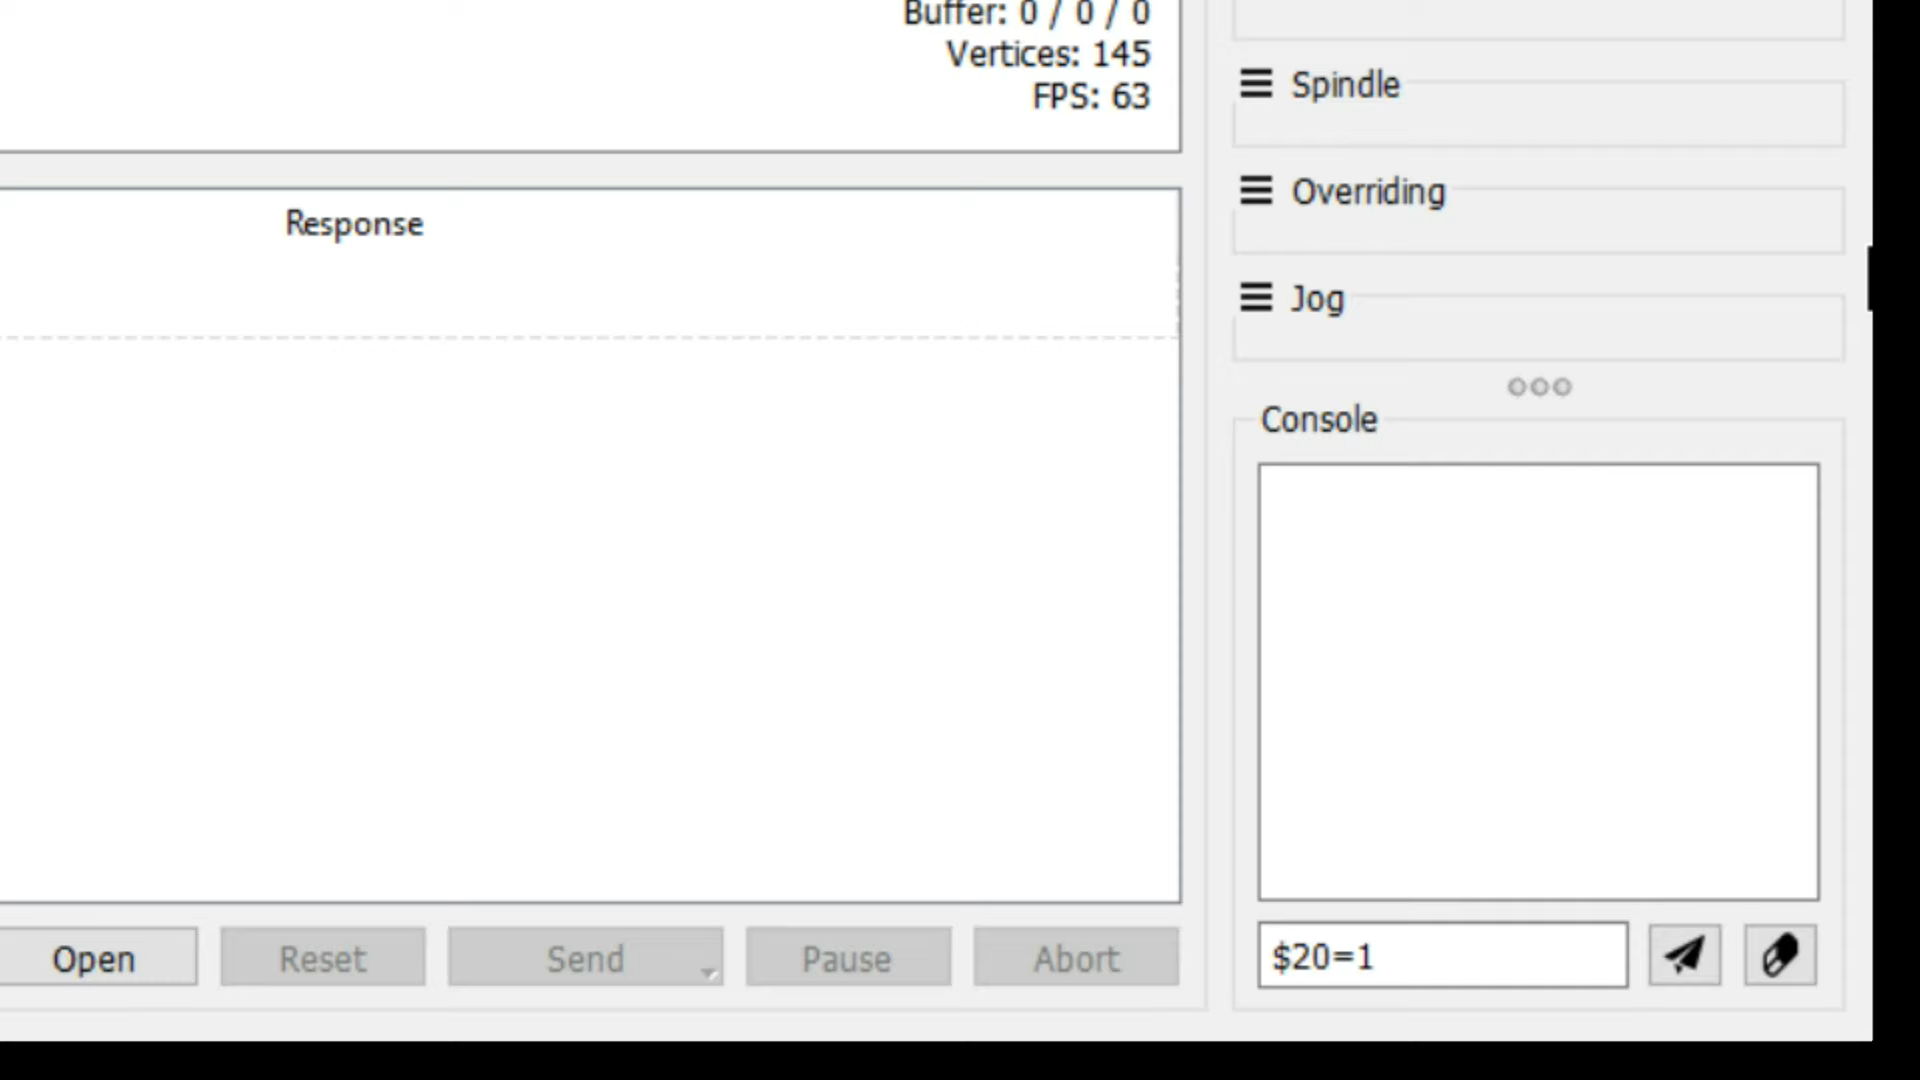 Buffer: 0 / 0 / 0
Vertices: 145
FPS: 63
Response
Open
Reset
Send
Pause
Abort
Spindle
Overriding
Jog
Console
$20=1